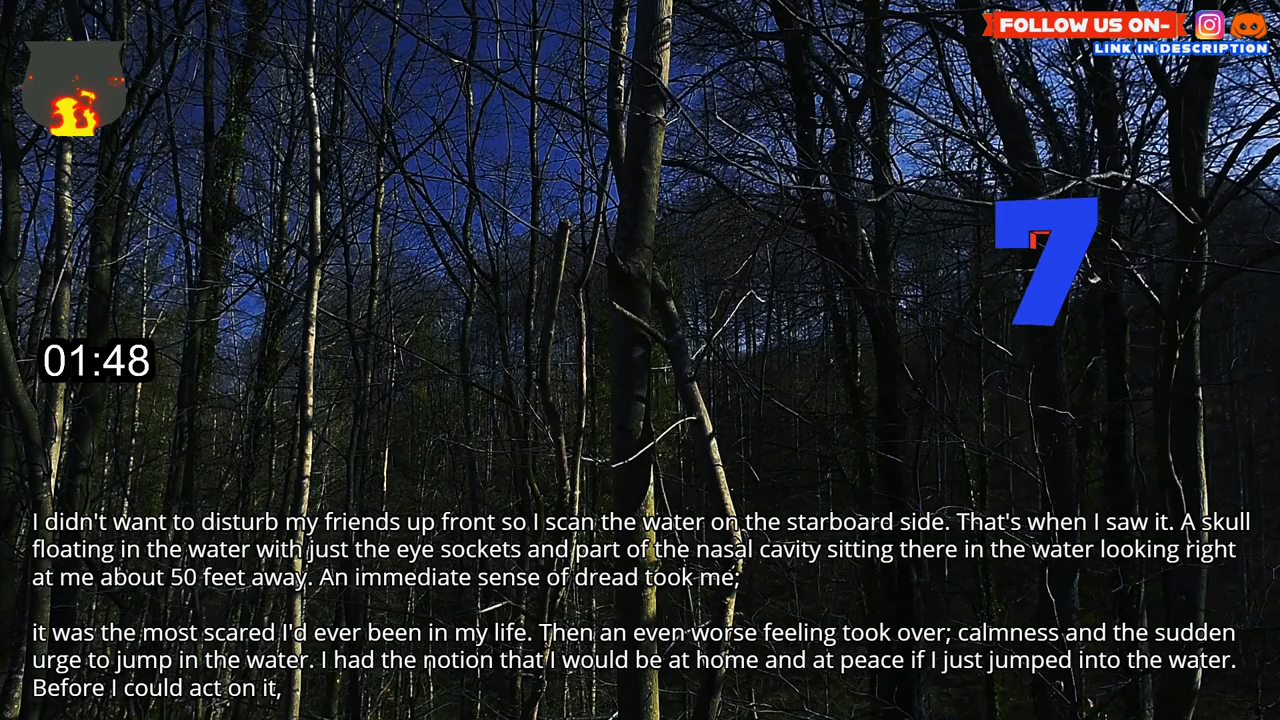 FOLLOW US ON-
LINK IN DESCRIPTION
7
01:48
I didn't want to disturb my friends up front so I scan the water on the starboard side. That's when I saw it. A skull
floating in the water with just the eye sockets and part of the nasal cavity sitting there in the water looking right
at me about 50 feet away. An immediate sense of dread took me;
it was the most scared I'd ever been in my life. Then an even worse feeling took over; calmness and the sudden
urge to jump in the water. I had the notion that I would be at home and at peace if I just jumped into the water.
Before I could act on it,